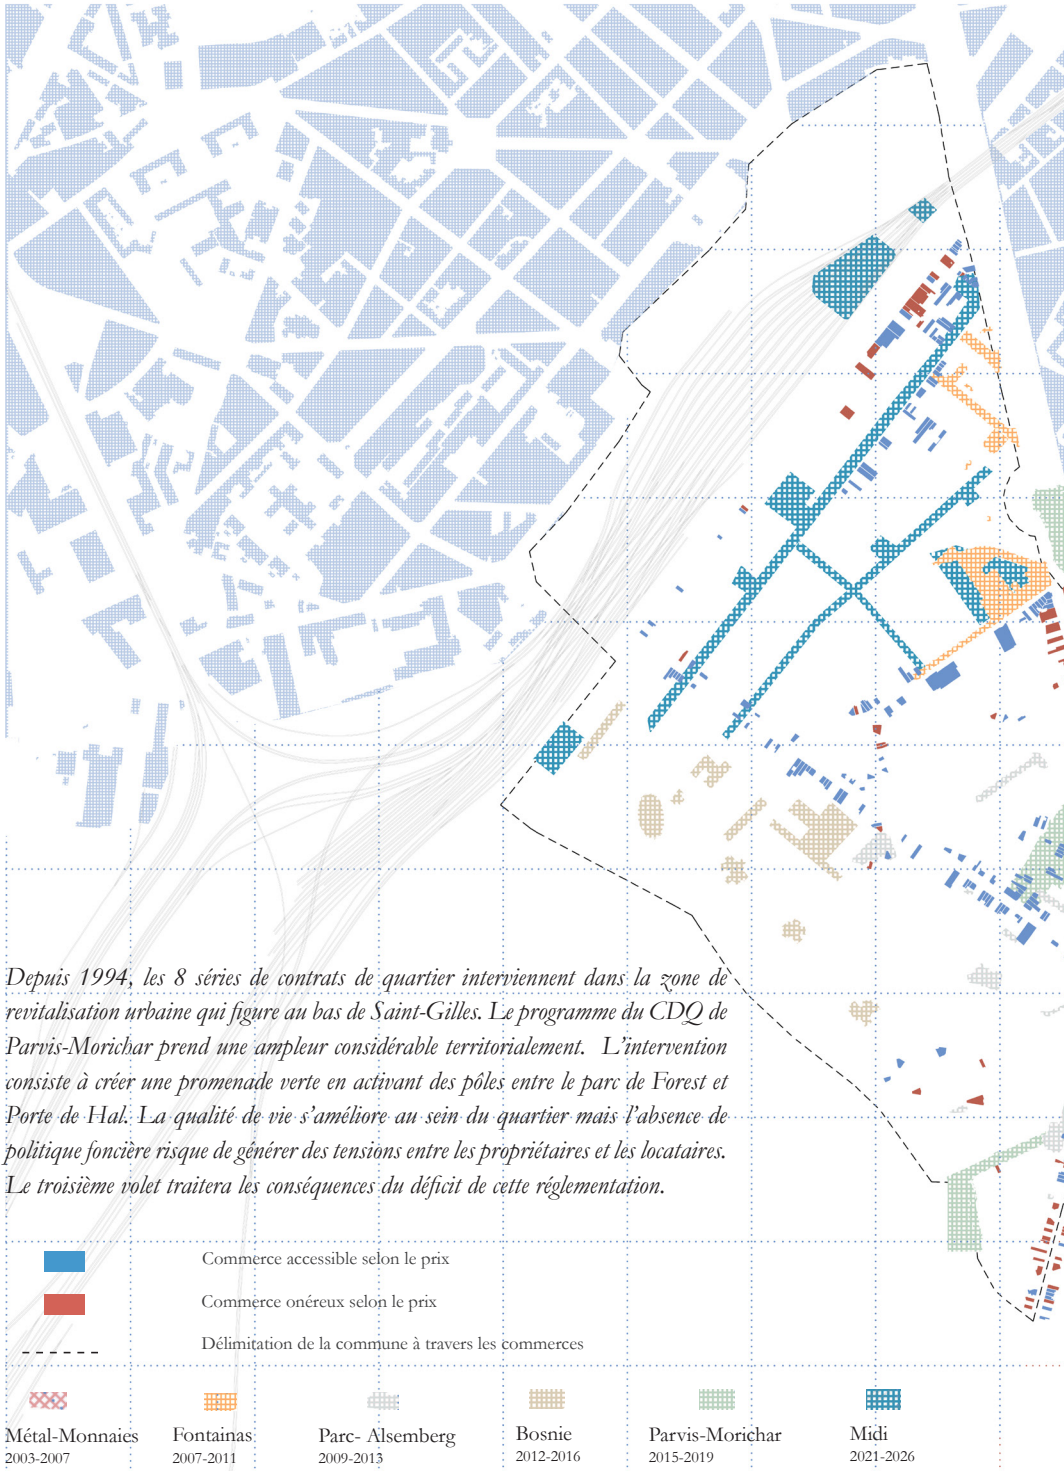 Depuis 1994, les 8 séries de contrats de quartier interviennent dans la zone de
revitalisation urbaine qui figure au bas de Saint-Gilles. Le programme du CDQ de
Parvis-Morichar prend une ampleur considérable territorialement. L'intervention
consiste à créer une promenade verte en activant des pôles entre le parc de Forest et
Porte de Hal. La qualité de vie s'améliore au sein du quartier mais l'absence de
politique foncière risque de générer des tensions entre les propriétaires et les locataires.
Le troisième volet traitera les conséquences du déficit de cette réglementation.
Commerce accessible selon le prix
Commerce onéreux selon le prix
Délimitation de la commune à travers les commerces
Métal-Monnaies
2003-2007
Fontainas
2007-2011
Parc- Alsemberg
2009-2013
Bosnie
2012-2016
Parvis-Morichar
2015-2019
Midi
2021-2026